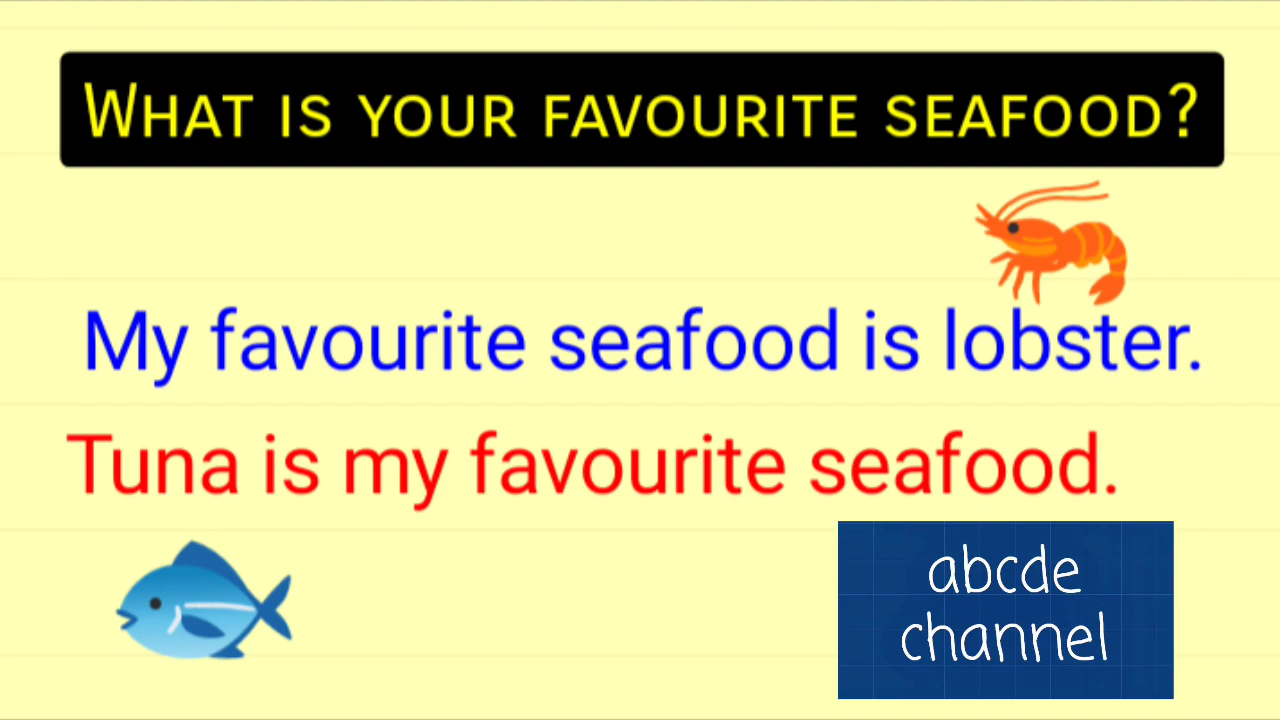 WHAT IS YOUR FAVOURITE SEAFOOD?
My favourite seafood is lobster.
Tuna is my favourite seafood.
abcde
channel